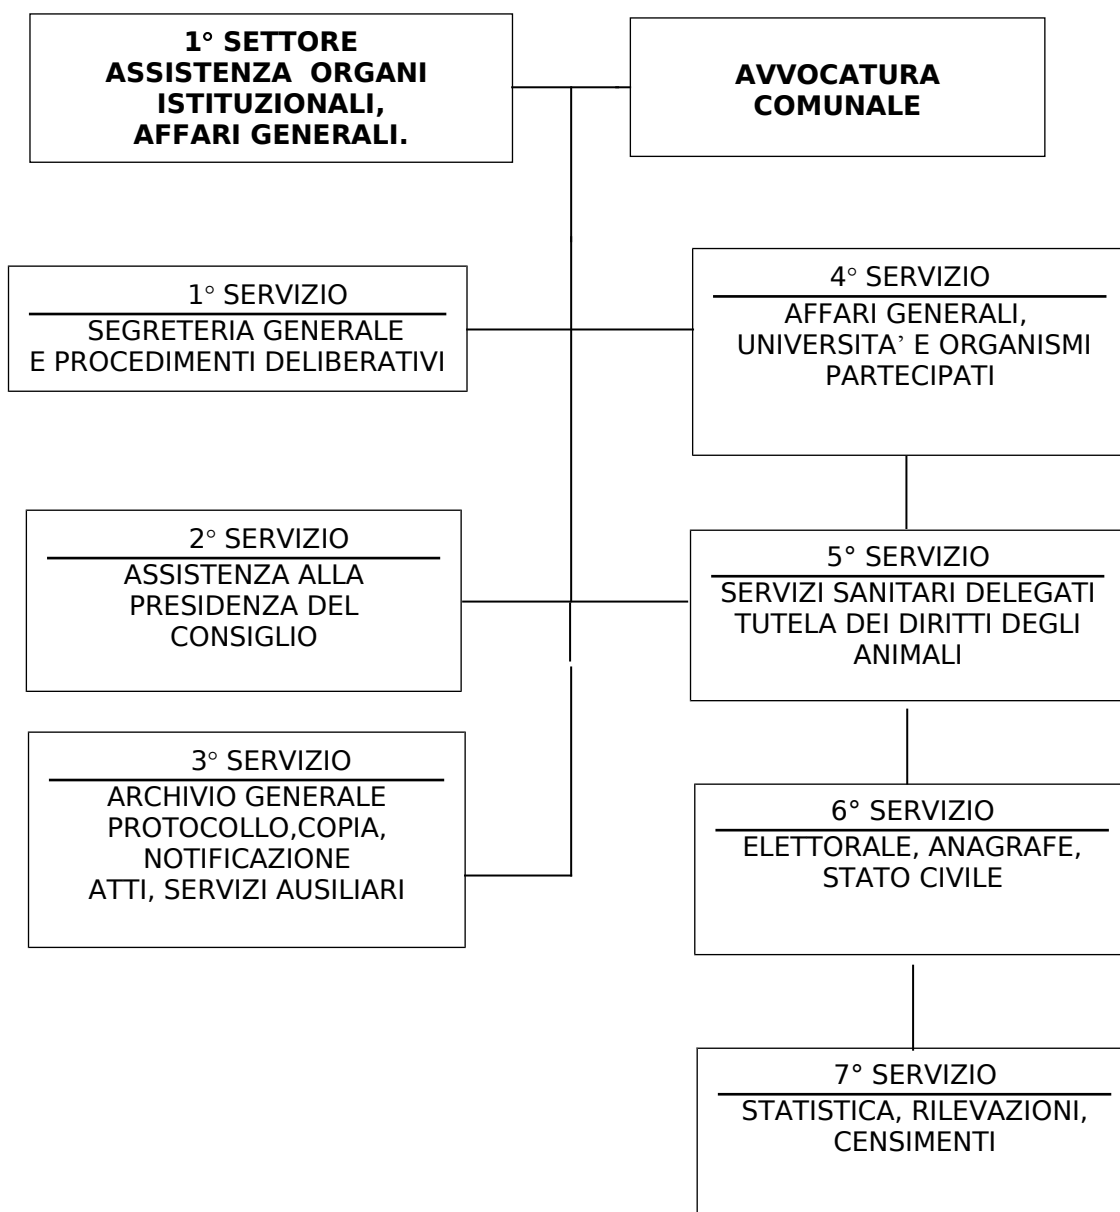 1° SETTORE
ASSISTENZA ORGANI
ISTITUZIONALI,
AFFARI GENERALI.
AVVOCATURA
COMUNALE
1° SERVIZIO
SEGRETERIA GENERALE
E PROCEDIMENTI DELIBERATIVI
4° SERVIZIO
AFFARI GENERALI,
UNIVERSITA’ E ORGANISMI
PARTECIPATI
2° SERVIZIO
ASSISTENZA ALLA
PRESIDENZA DEL
CONSIGLIO
5° SERVIZIO
SERVIZI SANITARI DELEGATI
TUTELA DEI DIRITTI DEGLI
ANIMALI
3° SERVIZIO
ARCHIVIO GENERALE
PROTOCOLLO,COPIA,
NOTIFICAZIONE
ATTI, SERVIZI AUSILIARI
6° SERVIZIO
ELETTORALE, ANAGRAFE,
STATO CIVILE
7° SERVIZIO
STATISTICA, RILEVAZIONI,
CENSIMENTI